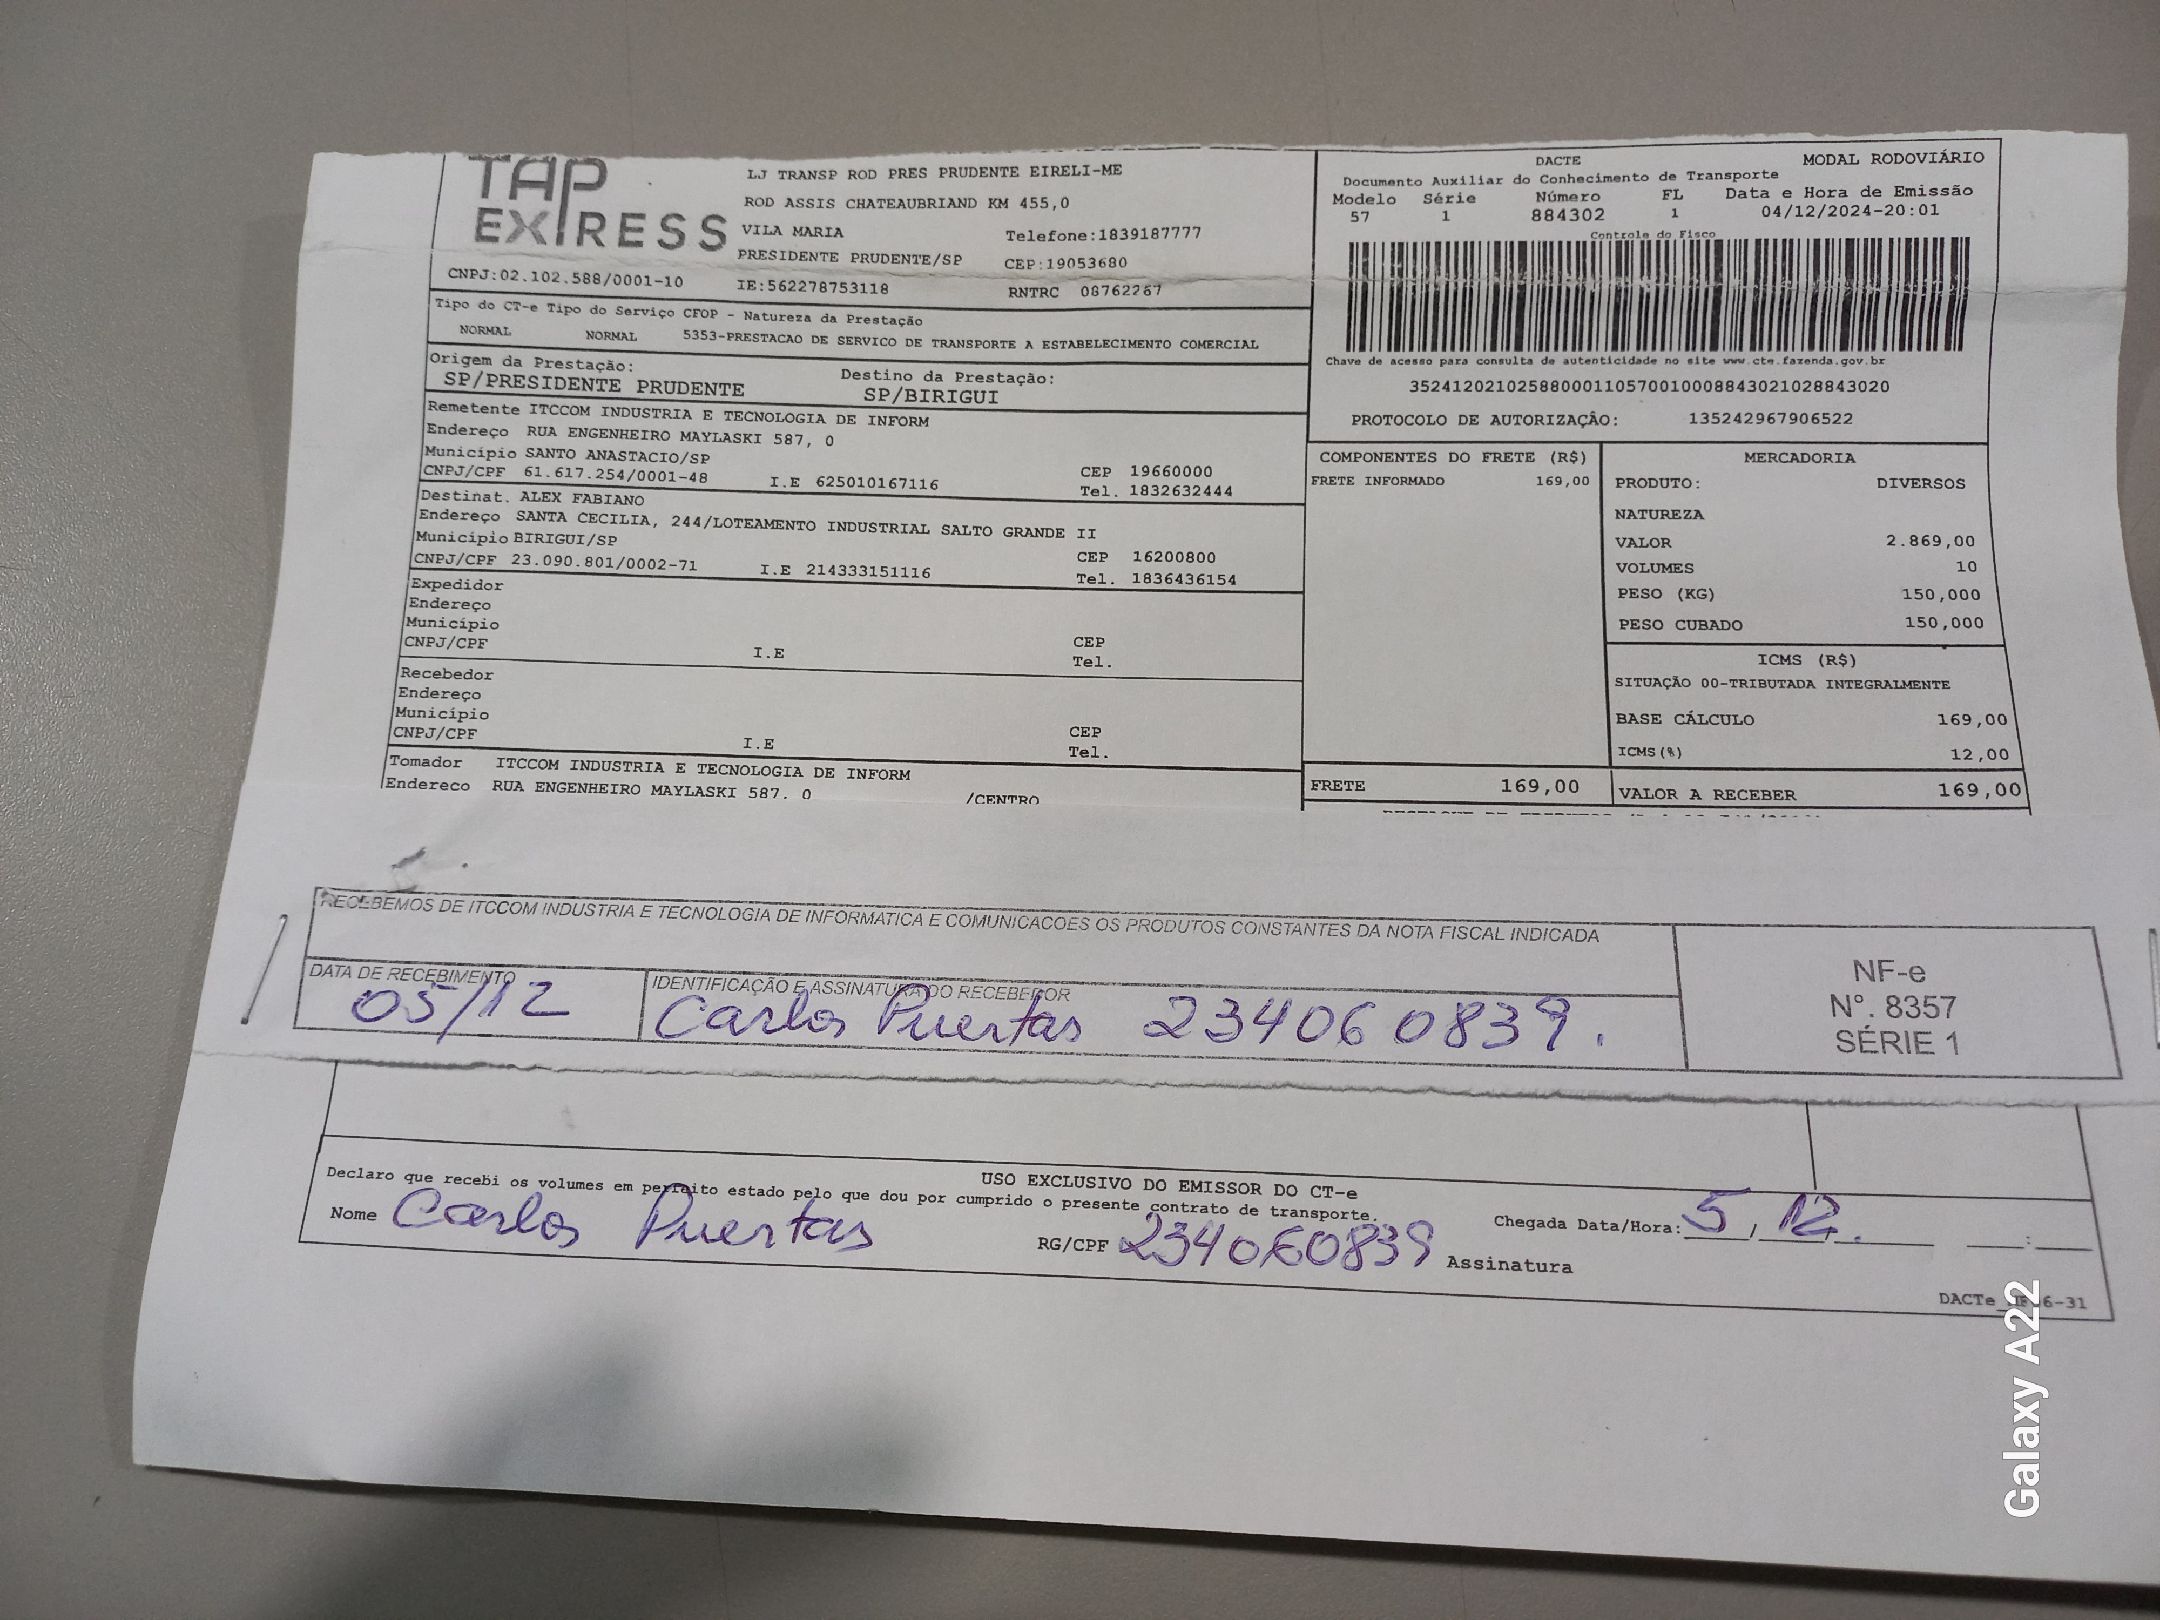 TAP EXPRESS
LJ TRANSP ROD PRES PRUDENTE EIRELI-ME
ROD ASSIS CHATEAUBRIAND KM 455,0
VILA MARIA Telefone:1839187777
PRESIDENTE PRUDENTE/SP CEP:19053680
CNPJ:02.102.588/0001-10 IE:562278753118 RNTRC 08762267
DACTE MODAL RODOVIÁRIO
Documento Auxiliar do Conhecimento de Transporte
Modelo Série Número FL Data e Hora de Emissão
57 1 884302 1 04/12/2024-20:01
Controle do Fisco
Chave de acesso para consulta de autenticidade no site www.cte.fazenda.gov.br
35241202102588000110570010008843021028843020
PROTOCOLO DE AUTORIZAÇÂO: 135242967906522
Tipo do CT-e Tipo do Serviço CFOP - Natureza da Prestação
NORMAL NORMAL 5353-PRESTACAO DE SERVICO DE TRANSPORTE A ESTABELECIMENTO COMERCIAL
Origem da Prestação: Destino da Prestação:
SP/PRESIDENTE PRUDENTE SP/BIRIGUI
Remetente ITCCOM INDUSTRIA E TECNOLOGIA DE INFORM
Endereço RUA ENGENHEIRO MAYLASKI 587, 0
Município SANTO ANASTACIO/SP CEP 19660000
CNPJ/CPF 61.617.254/0001-48 I.E 625010167116 Tel. 1832632444
Destinat. ALEX FABIANO
Endereço SANTA CECILIA, 244/LOTEAMENTO INDUSTRIAL SALTO GRANDE II
Município BIRIGUI/SP CEP 16200800
CNPJ/CPF 23.090.801/0002-71 I.E 214333151116 Tel. 1836436154
Expedidor
Endereço
Município CEP
CNPJ/CPF I.E Tel.
Recebedor
Endereço
Município CEP
CNPJ/CPF I.E Tel.
Tomador ITCCOM INDUSTRIA E TECNOLOGIA DE INFORM
Endereco RUA ENGENHEIRO MAYLASKI 587. 0 /CENTRO
COMPONENTES DO FRETE (R$)
FRETE INFORMADO 169,00
FRETE 169,00
MERCADORIA
PRODUTO: DIVERSOS
NATUREZA
VALOR 2.869,00
VOLUMES 10
PESO (KG) 150,000
PESO CUBADO 150,000
ICMS (R$)
SITUAÇÃO 00-TRIBUTADA INTEGRALMENTE
BASE CÁLCULO 169,00
ICMS(%) 12,00
VALOR A RECEBER 169,00
RECEBEMOS DE ITCCOM INDUSTRIA E TECNOLOGIA DE INFORMATICA E COMUNICACOES OS PRODUTOS CONSTANTES DA NOTA FISCAL INDICADA
DATA DE RECEBIMENTO IDENTIFICAÇÃO E ASSINATURA DO RECEBEDOR
05/12 Carlos Puertas 234060839.
NF-e
Nº. 8357
SÉRIE 1
USO EXCLUSIVO DO EMISSOR DO CT-e
Declaro que recebi os volumes em perfeito estado pelo que dou por cumprido o presente contrato de transporte.
Nome Carlos Puertas RG/CPF 234060839 Assinatura
Chegada Data/Hora: 5 / 12.
DACTe 6-31
Galaxy A22